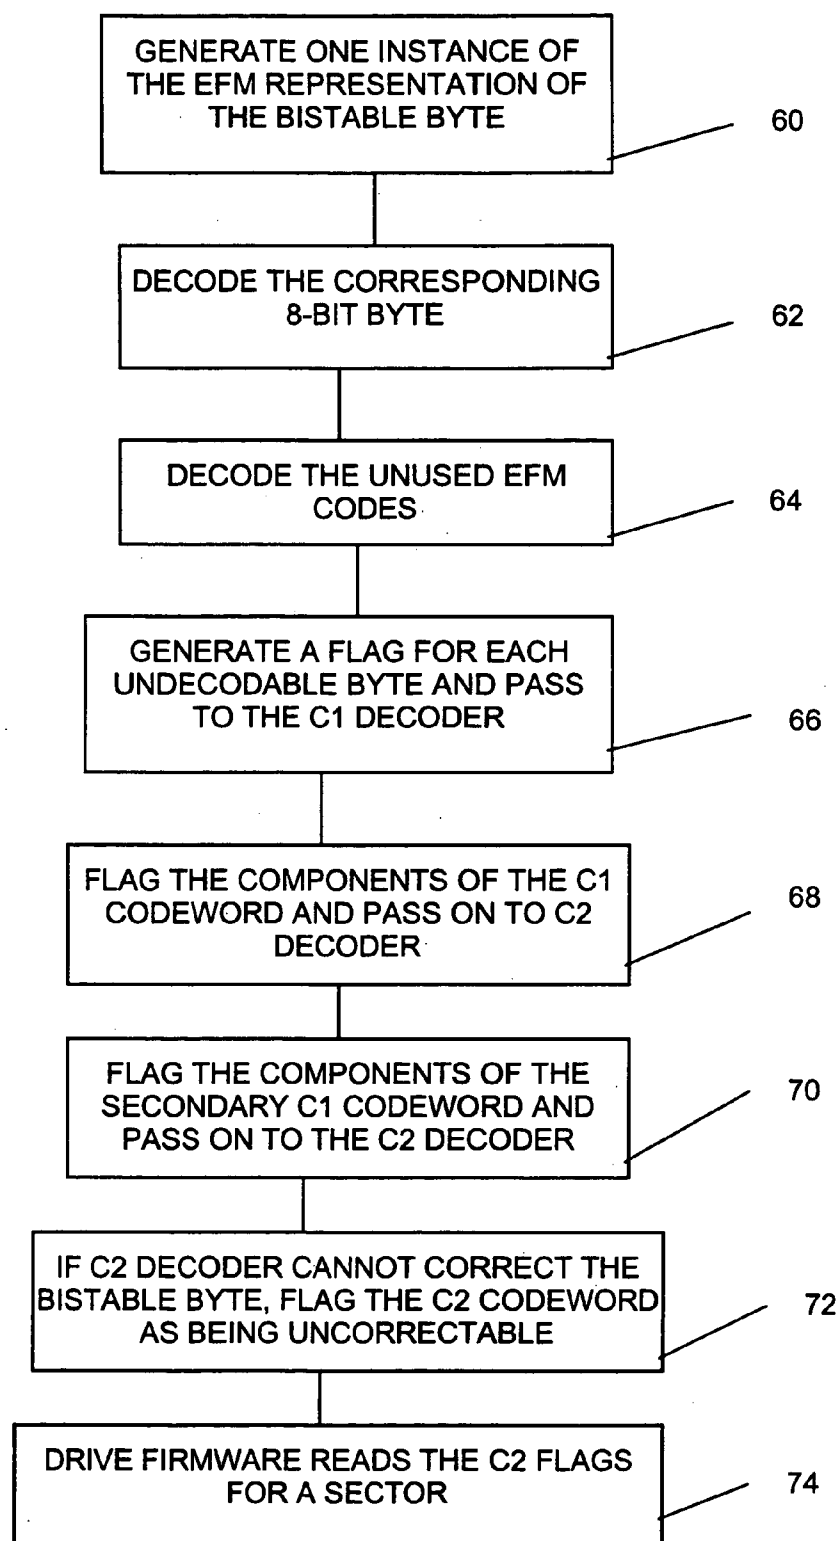 GENERATE ONE INSTANCE OF
THE EFM REPRESENTATION OF
THE BISTABLE BYTE
60
DECODE THE CORRESPONDING
8-BIT BYTE
62
DECODE THE UNUSED EFM
CODES
64
GENERATE A FLAG FOR EACH
UNDECODABLE BYTE AND PASS
TO THE C1 DECODER
66
FLAG THE COMPONENTS OF THE C1
CODEWORD AND PASS ON TO C2
DECODER
68
FLAG THE COMPONENTS OF THE
SECONDARY C1 CODEWORD AND
PASS ON TO THE C2 DECODER
70
IF C2 DECODER CANNOT CORRECT THE
BISTABLE BYTE, FLAG THE C2 CODEWORD
AS BEING UNCORRECTABLE
72
DRIVE FIRMWARE READS THE C2 FLAGS
FOR A SECTOR
74